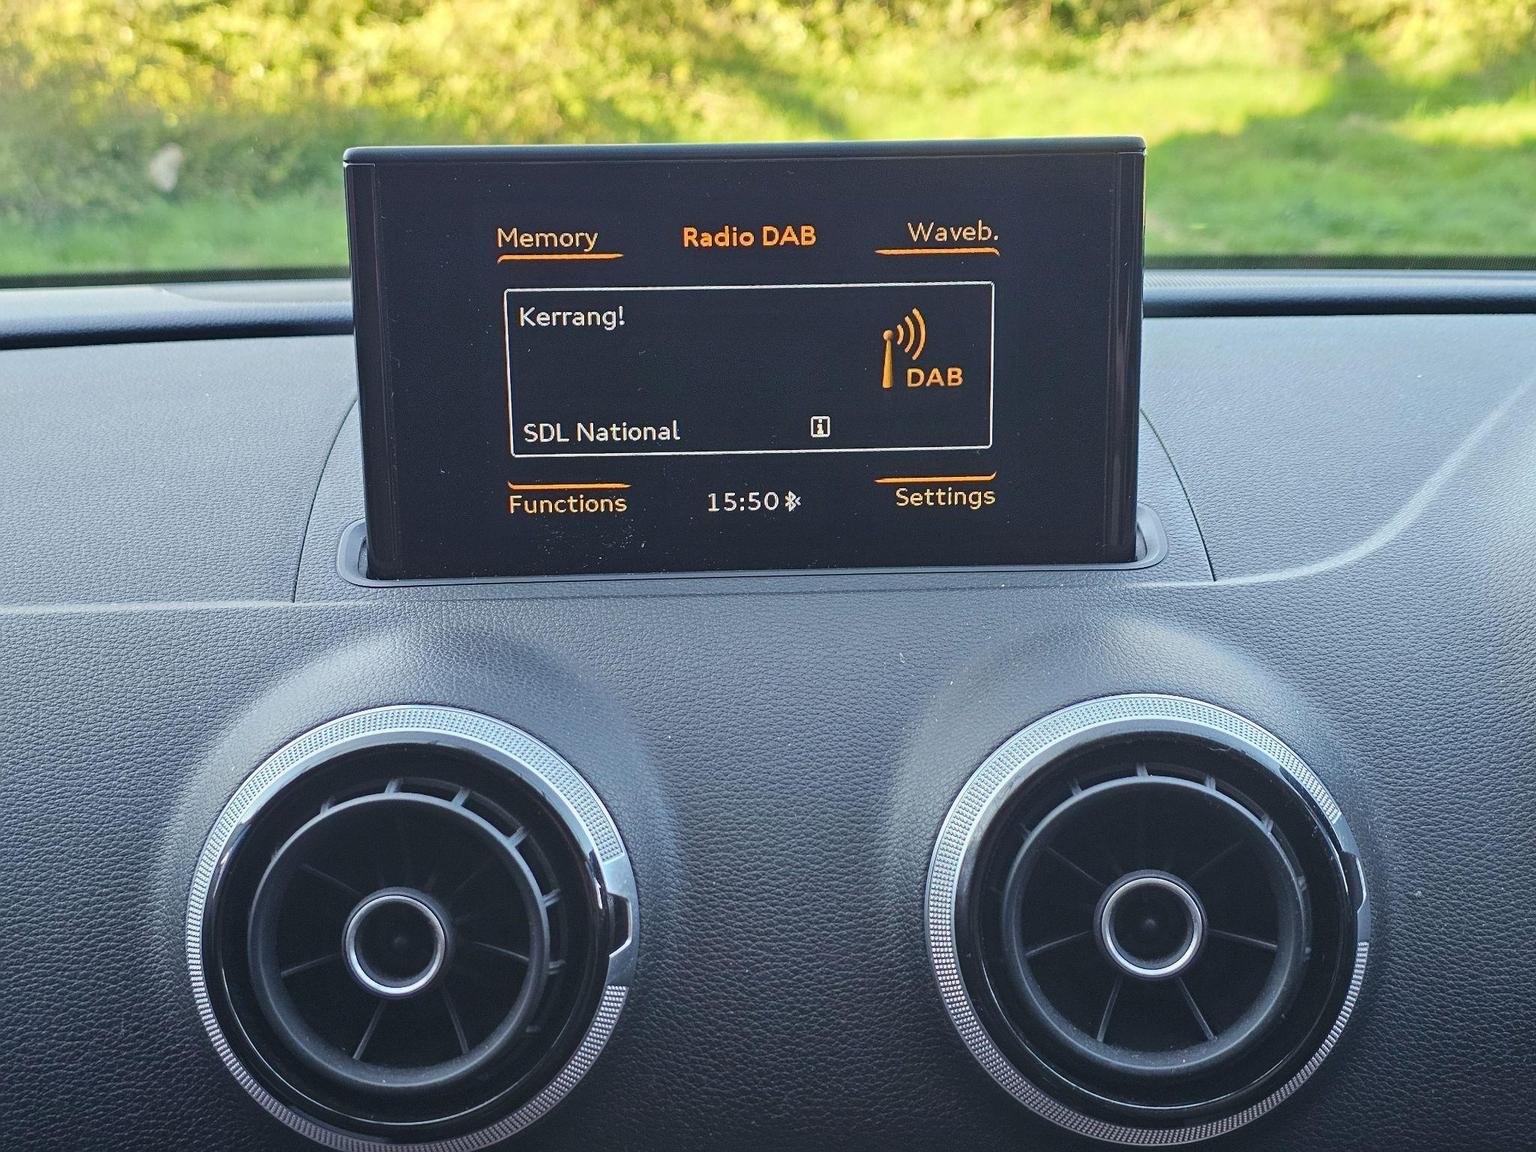 Memory
Radio DAB
Waveb.
Kerrang!
DAB
SDL National
Functions
15:50
Settings